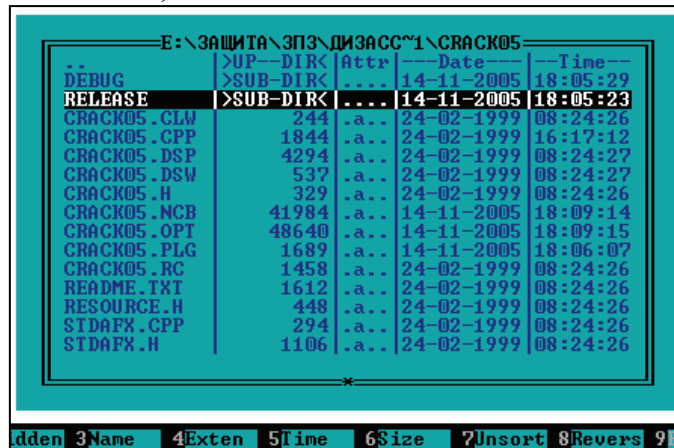 E:\ЗАЩИТА\ЗПЗ\ДИЗАСС~1\CRACK05
.. |>UP--DIR<|Attr|---Date---|--Time--
DEBUG |>SUB-DIR<|....|14-11-2005|18:05:29
RELEASE |>SUB-DIR<|....|14-11-2005|18:05:23
CRACK05.CLW | 244|.a..|24-02-1999|08:24:26
CRACK05.CPP | 1844|.a..|24-02-1999|16:17:12
CRACK05.DSP | 4294|.a..|24-02-1999|08:24:27
CRACK05.DSW | 537|.a..|24-02-1999|08:24:27
CRACK05.H | 329|.a..|24-02-1999|08:24:26
CRACK05.NCB | 41984|.a..|14-11-2005|18:09:14
CRACK05.OPT | 48640|.a..|14-11-2005|18:09:15
CRACK05.PLG | 1689|.a..|14-11-2005|18:06:07
CRACK05.RC | 1458|.a..|24-02-1999|08:24:26
README.TXT | 1612|.a..|24-02-1999|08:24:26
RESOURCE.H | 448|.a..|24-02-1999|08:24:26
STDAFX.CPP | 294|.a..|24-02-1999|08:24:26
STDAFX.H | 1106|.a..|24-02-1999|08:24:26
dden 3Name 4Exten 5Time 6Size 7Unsort 8Revers 9